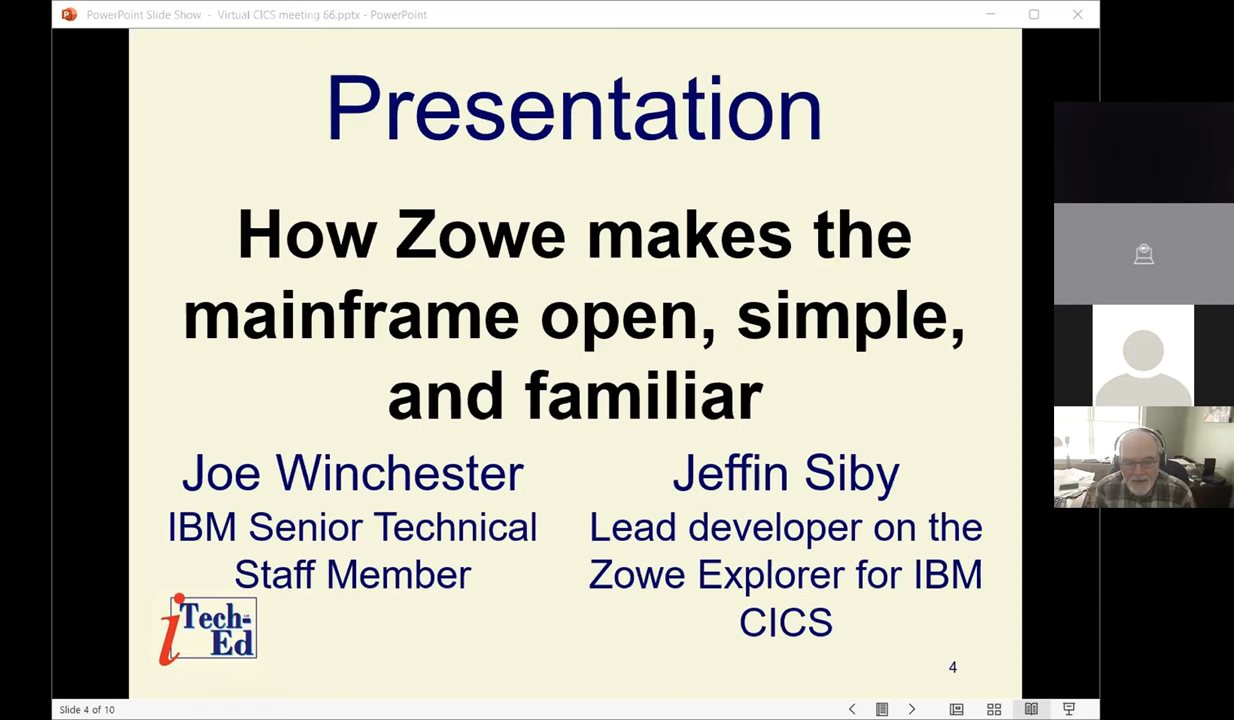 PowerPoint Slide Show - Virtual CICS meeting 66.pptx - PowerPoint
Presentation
How Zowe makes the
mainframe open, simple,
and familiar
Joe Winchester
IBM Senior Technical
Staff Member
Jeffin Siby
Lead developer on the
Zowe Explorer for IBM
CICS
iTech-
Ed
4
Slide 4 of 10